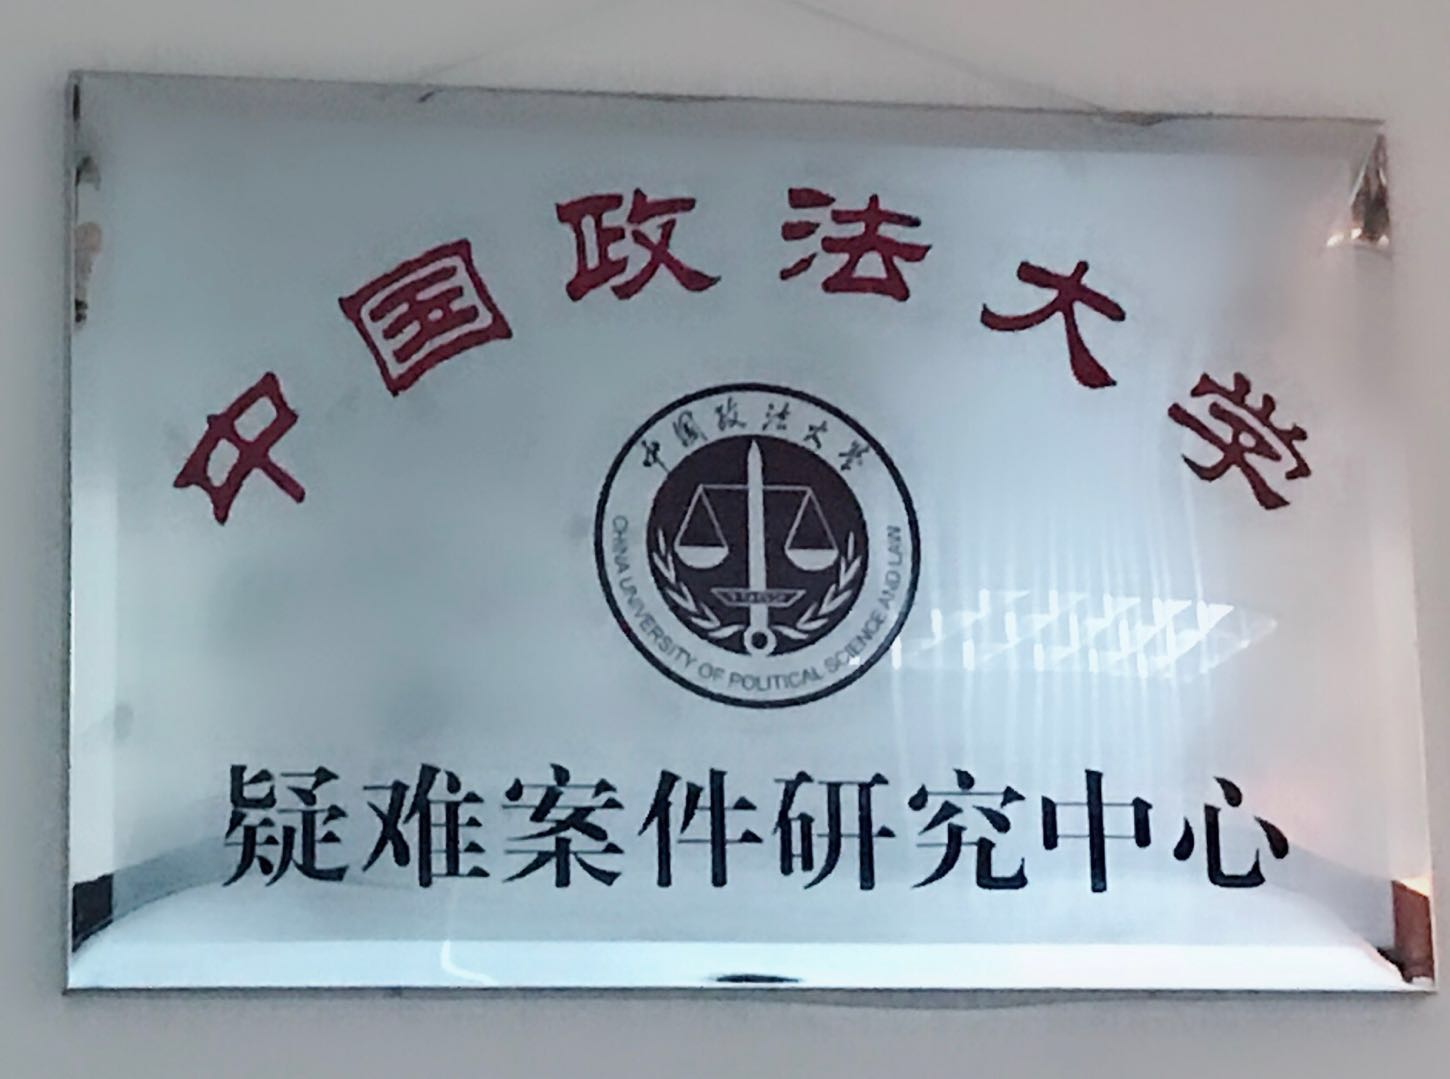 中国政法大学
中国政法大学
CHINA UNIVERSITY OF POLITICAL SCIENCE AND LAW
疑难案件研究中心